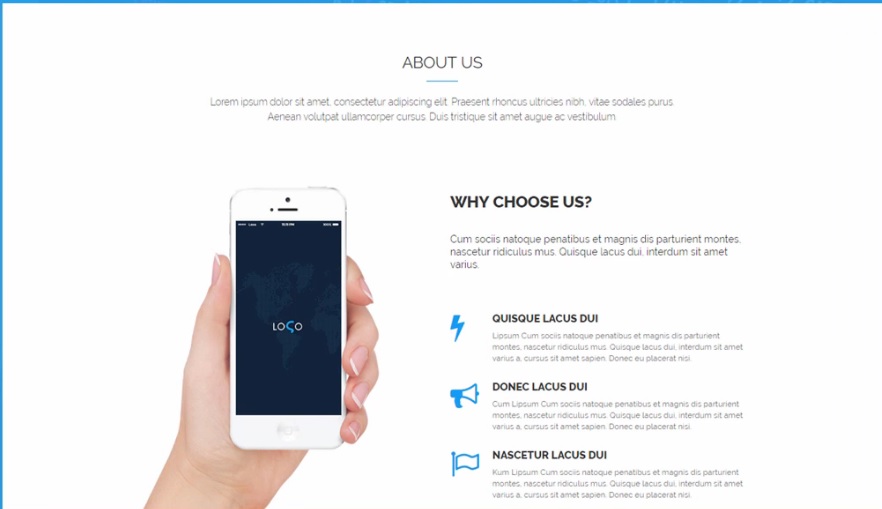 ABOUT US
Lorem ipsum dolor sit amet, consectetur adipiscing elit. Praesent rhoncus ultricies nibh, vitae sodales purus.
Aenean volutpat ullamcorper cursus. Duis tristique sit amet augue ac vestibulum.
LOGO
WHY CHOOSE US?
Cum sociis natoque penatibus et magnis dis parturient montes,
nascetur ridiculus mus. Quisque lacus dui, interdum sit amet
varius.
QUISQUE LACUS DUI
Lipsum Cum sociis natoque penatibus et magnis dis parturient
montes, nascetur ridiculus mus. Quisque lacus dui, interdum sit amet
varius a, cursus sit amet sapien. Donec eu placerat nisi.
DONEC LACUS DUI
Cum Lipsum Cum sociis natoque penatibus et magnis dis parturient
montes, nascetur ridiculus mus. Quisque lacus dui, interdum sit amet
varius a, cursus sit amet sapien. Donec eu placerat nisi.
NASCETUR LACUS DUI
Kum Lipsum Cum sociis natoque penatibus et magnis dis parturient
montes, nascetur ridiculus mus. Quisque lacus dui, interdum sit amet
varius a, cursus sit amet sapien. Donec eu placerat nisi.